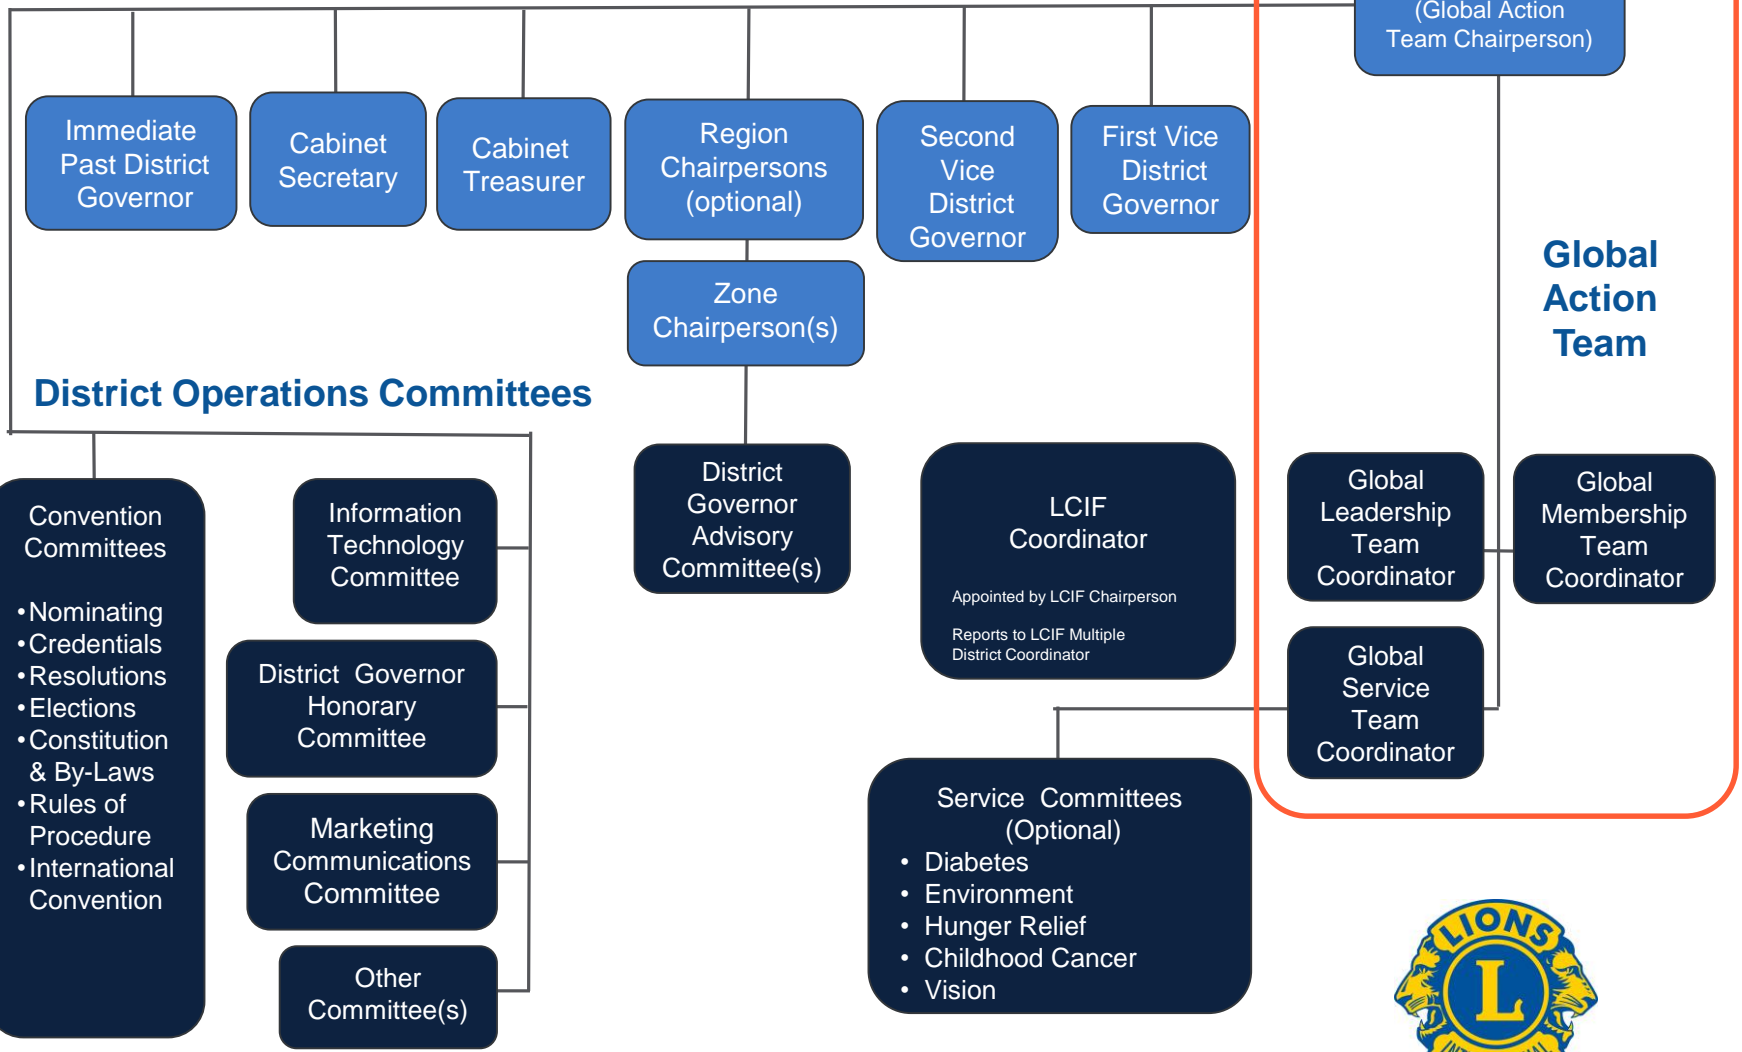 (Global Action
Team Chairperson)
Immediate
Past District
Governor
Cabinet
Secretary
Cabinet
Treasurer
Region
Chairpersons
(optional)
Second
Vice
District
Governor
First Vice
District
Governor
Zone
Chairperson(s)
Global
Action
Team
District Operations Committees
Convention
Committees
•Nominating
•Credentials
•Resolutions
•Elections
•Constitution
& By-Laws
•Rules of
Procedure
•International
Convention
Information
Technology
Committee
District Governor
Honorary
Committee
Marketing
Communications
Committee
Other
Committee(s)
District
Governor
Advisory
Committee(s)
LCIF
Coordinator
Appointed by LCIF Chairperson
Reports to LCIF Multiple
District Coordinator
Global
Leadership
Team
Coordinator
Global
Membership
Team
Coordinator
Global
Service
Team
Coordinator
Service Committees
(Optional)
• Diabetes
• Environment
• Hunger Relief
• Childhood Cancer
• Vision
LIONS
L
INTERNATIONAL